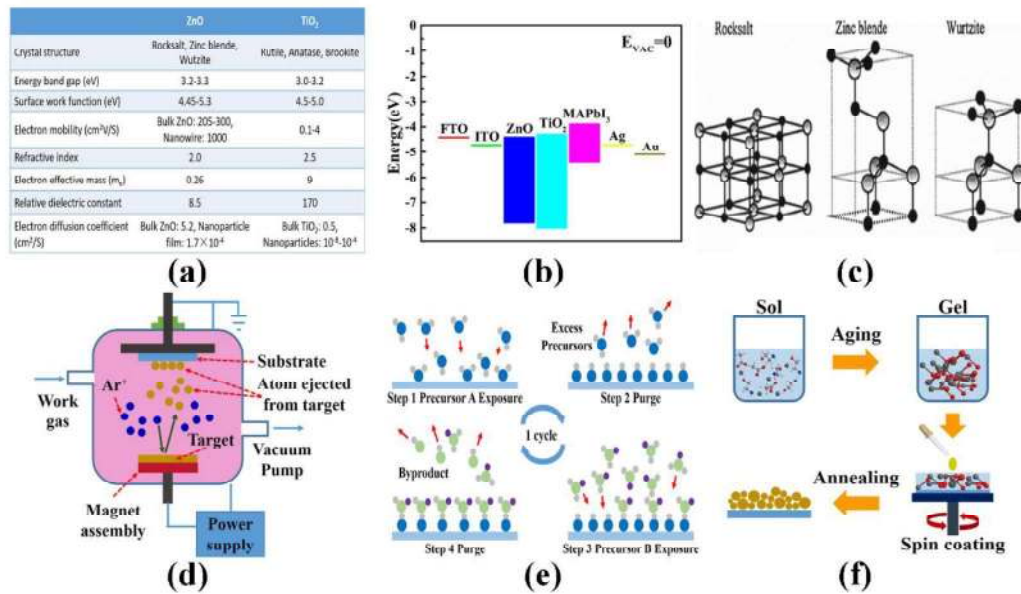 ZnO TiO₂
Crystal structure Rocksalt, Zinc blende, Wutzite Rutile, Anatase, Brookite
Energy band gap (eV) 3.2-3.3 3.0-3.2
Surface work function (eV) 4.45-5.3 4.5-5.0
Electron mobility (cm²V/S) Bulk ZnO: 205-300, Nanowire: 1000 0.1-4
Refractive index 2.0 2.5
Electron effective mass (mₑ) 0.26 9
Relative dielectric constant 8.5 170
Electron diffusion coefficient (cm²/S) Bulk ZnO: 5.2, Nanoparticle film: 1.7×10⁻⁴ Bulk TiO₂: 0.5, Nanoparticles: 10⁻⁸-10⁻⁴
(a)
Energy(eV)
0
-1
-2
-3
-4
-5
-6
-7
-8
E_VAC=0
FTO
ITO
ZnO
TiO₂
MAPbI₃
Ag
Au
(b)
Rocksalt
Zinc blende
Wurtzite
(c)
Substrate
Atom ejected
from target
Ar⁺
Work
gas
Target
Vacuum
Pump
Magnet
assembly
Power
supply
(d)
Excess
Precursors
Step 1 Precursor A Exposure
Step 2 Purge
1 cycle
Byproduct
Step 4 Purge
Step 3 Precursor B Exposure
(e)
Sol
Aging
Gel
Annealing
Spin coating
(f)